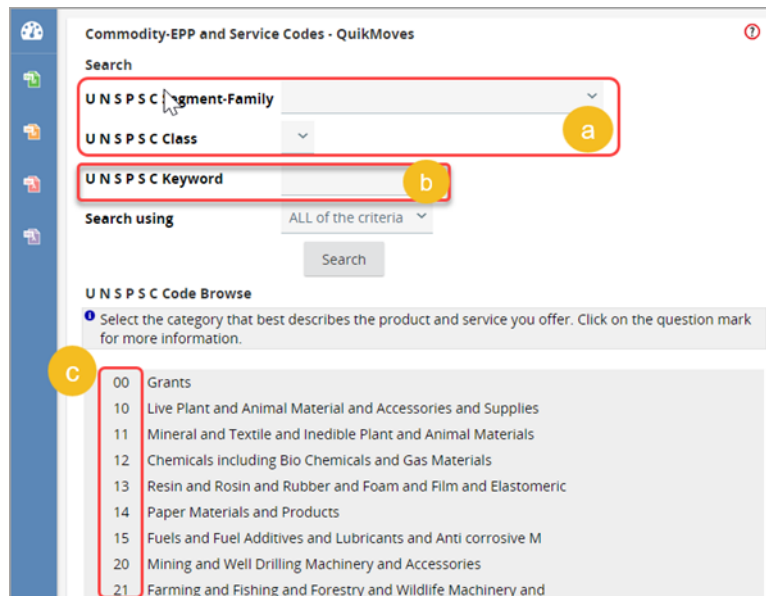 Commodity-EPP and Service Codes - QuikMoves
?
Search
U N S P S C Segment-Family
a
U N S P S C Class
U N S P S C Keyword
b
Search using ALL of the criteria
Search
U N S P S C Code Browse
Select the category that best describes the product and service you offer. Click on the question mark
for more information.
c
00 Grants
10 Live Plant and Animal Material and Accessories and Supplies
11 Mineral and Textile and Inedible Plant and Animal Materials
12 Chemicals including Bio Chemicals and Gas Materials
13 Resin and Rosin and Rubber and Foam and Film and Elastomeric
14 Paper Materials and Products
15 Fuels and Fuel Additives and Lubricants and Anti corrosive M
20 Mining and Well Drilling Machinery and Accessories
21 Farming and Fishing and Forestry and Wildlife Machinery and